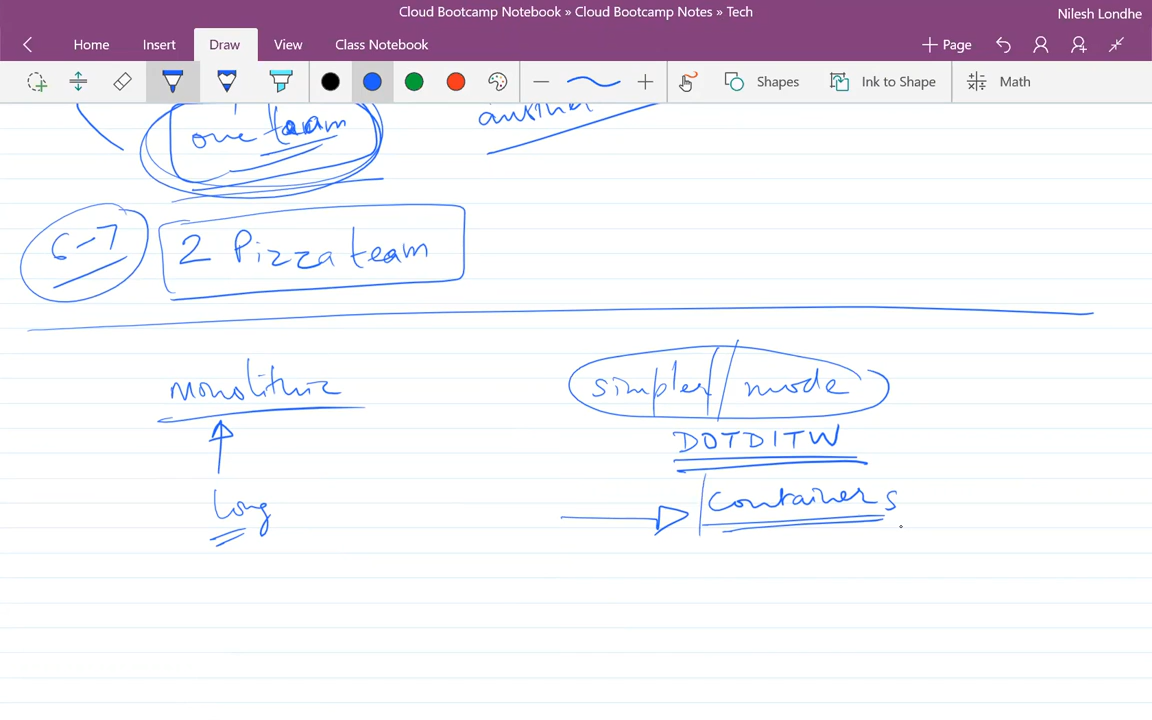 Cloud Bootcamp Notebook » Cloud Bootcamp Notes » Tech
Nilesh Londhe
Home Insert Draw View Class Notebook
Page
Shapes Ink to Shape Math
one team
6-7 2 Pizza team
monolithic simpler mode
DOTDITW
Long containers